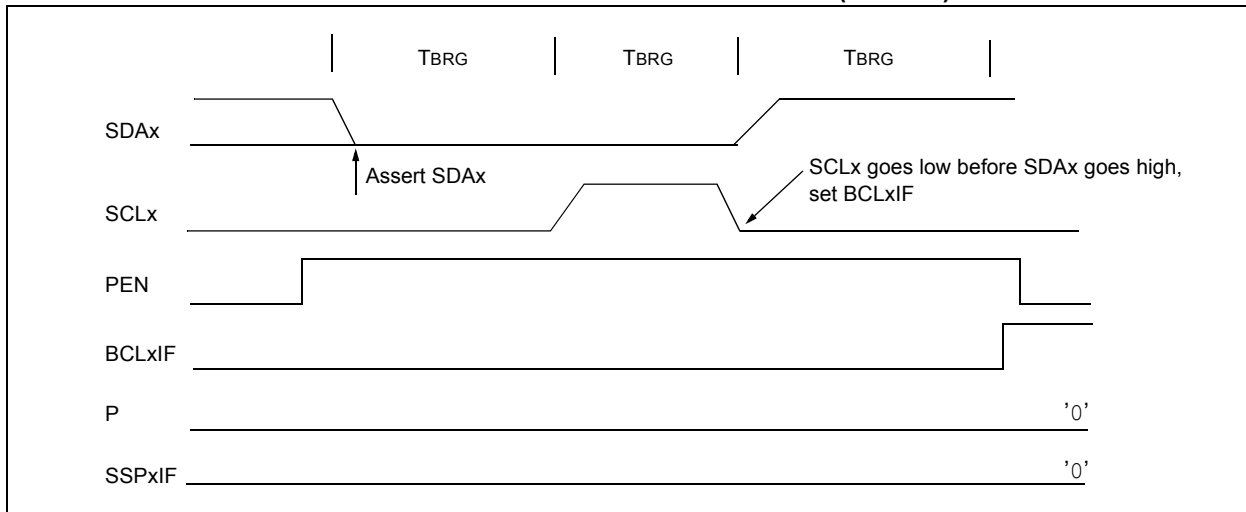 TBRG TBRG TBRG
SDAx
Assert SDAx
SCLx goes low before SDAx goes high,
set BCLxIF
SCLx
PEN
BCLxIF
P '0'
SSPxIF '0'